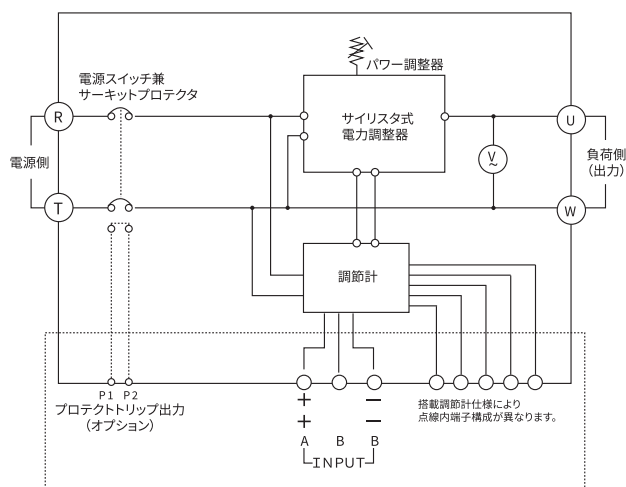 パワー調整器
電源スイッチ兼
サーキットプロテクタ
R
サイリスタ式
電力調整器
U
電源側
V
~
負荷側
（出力）
T
W
調節計
P1 P2
プロテクトトリップ出力
（オプション）
+
−
+
−
搭載調節計仕様により
点線内端子構成が異なります。
A
B
B
INPUT